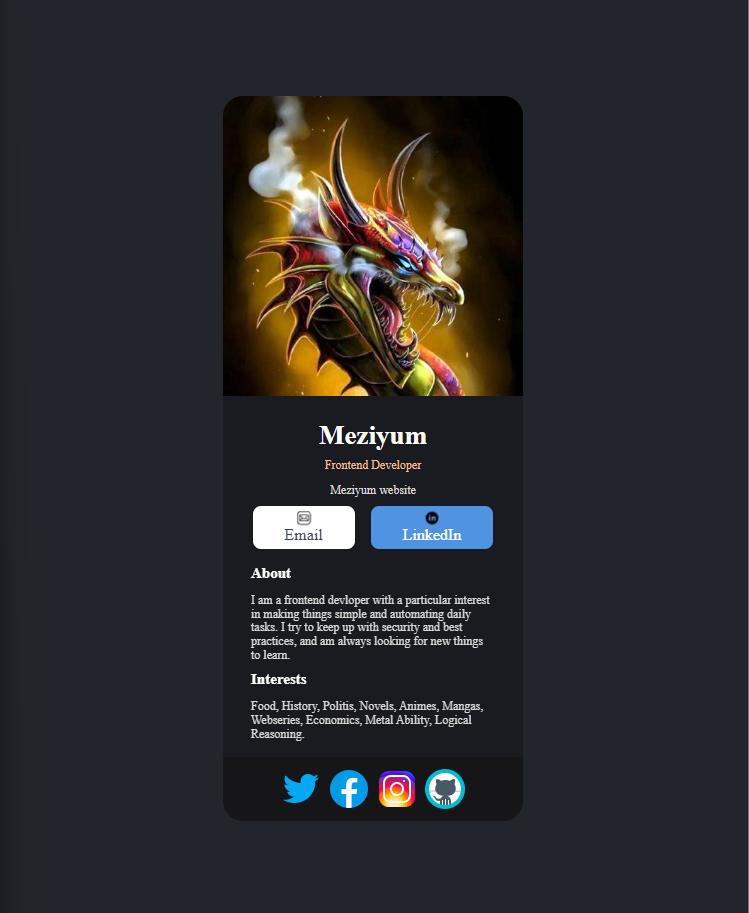 Meziyum
Frontend Developer
Meziyum website
Email
in
LinkedIn
About
I am a frontend devloper with a particular interest
in making things simple and automating daily
tasks. I try to keep up with security and best
practices, and am always looking for new things
to learn.
Interests
Food, History, Politis, Novels, Animes, Mangas,
Webseries, Economics, Metal Ability, Logical
Reasoning.